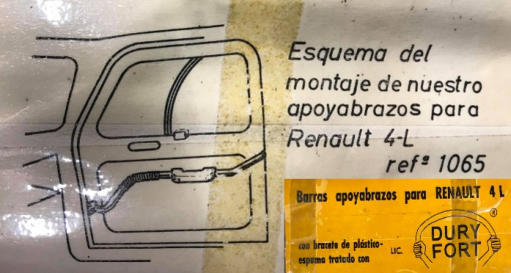 Esquema del
montaje de nuestro
apoyabrazos para
Renault 4-L
refª 1065
Barras apoyabrazos para RENAULT 4 L
con bracete de plástico-
espuma tratado con
LIC.
DURY
FORT
®